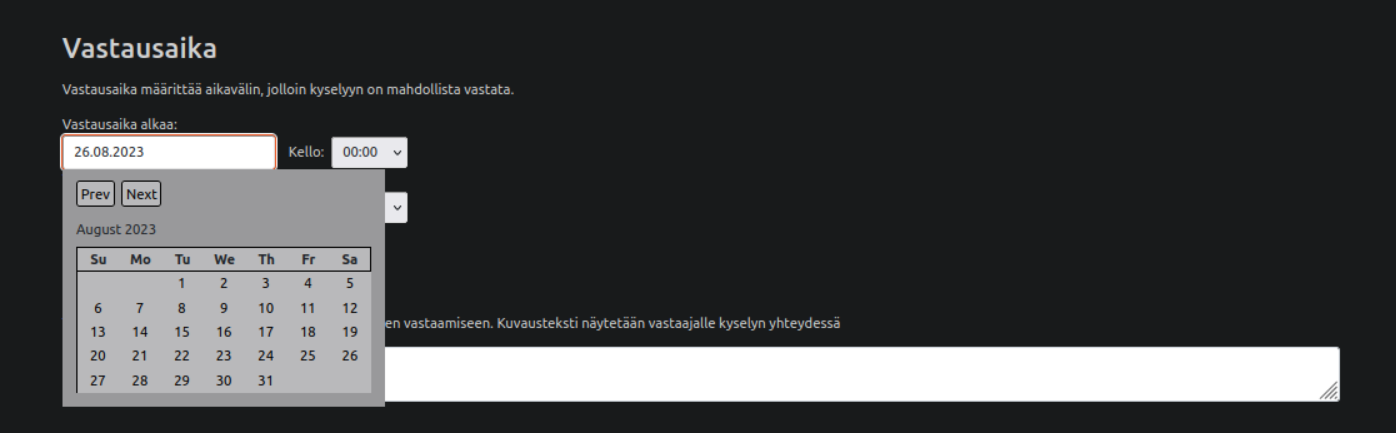 Vastausaika
Vastausaika määrittää aikavälin, jolloin kyselyyn on mahdollista vastata.
Vastausaika alkaa:
26.08.2023 Kello: 00:00
Prev Next
August 2023
Su Mo Tu We Th Fr Sa
1 2 3 4 5
6 7 8 9 10 11 12
13 14 15 16 17 18 19
en vastaamiseen. Kuvausteksti näytetään vastaajalle kyselyn yhteydessä
20 21 22 23 24 25 26
27 28 29 30 31